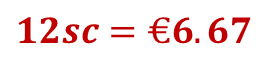 12sc = €6.67